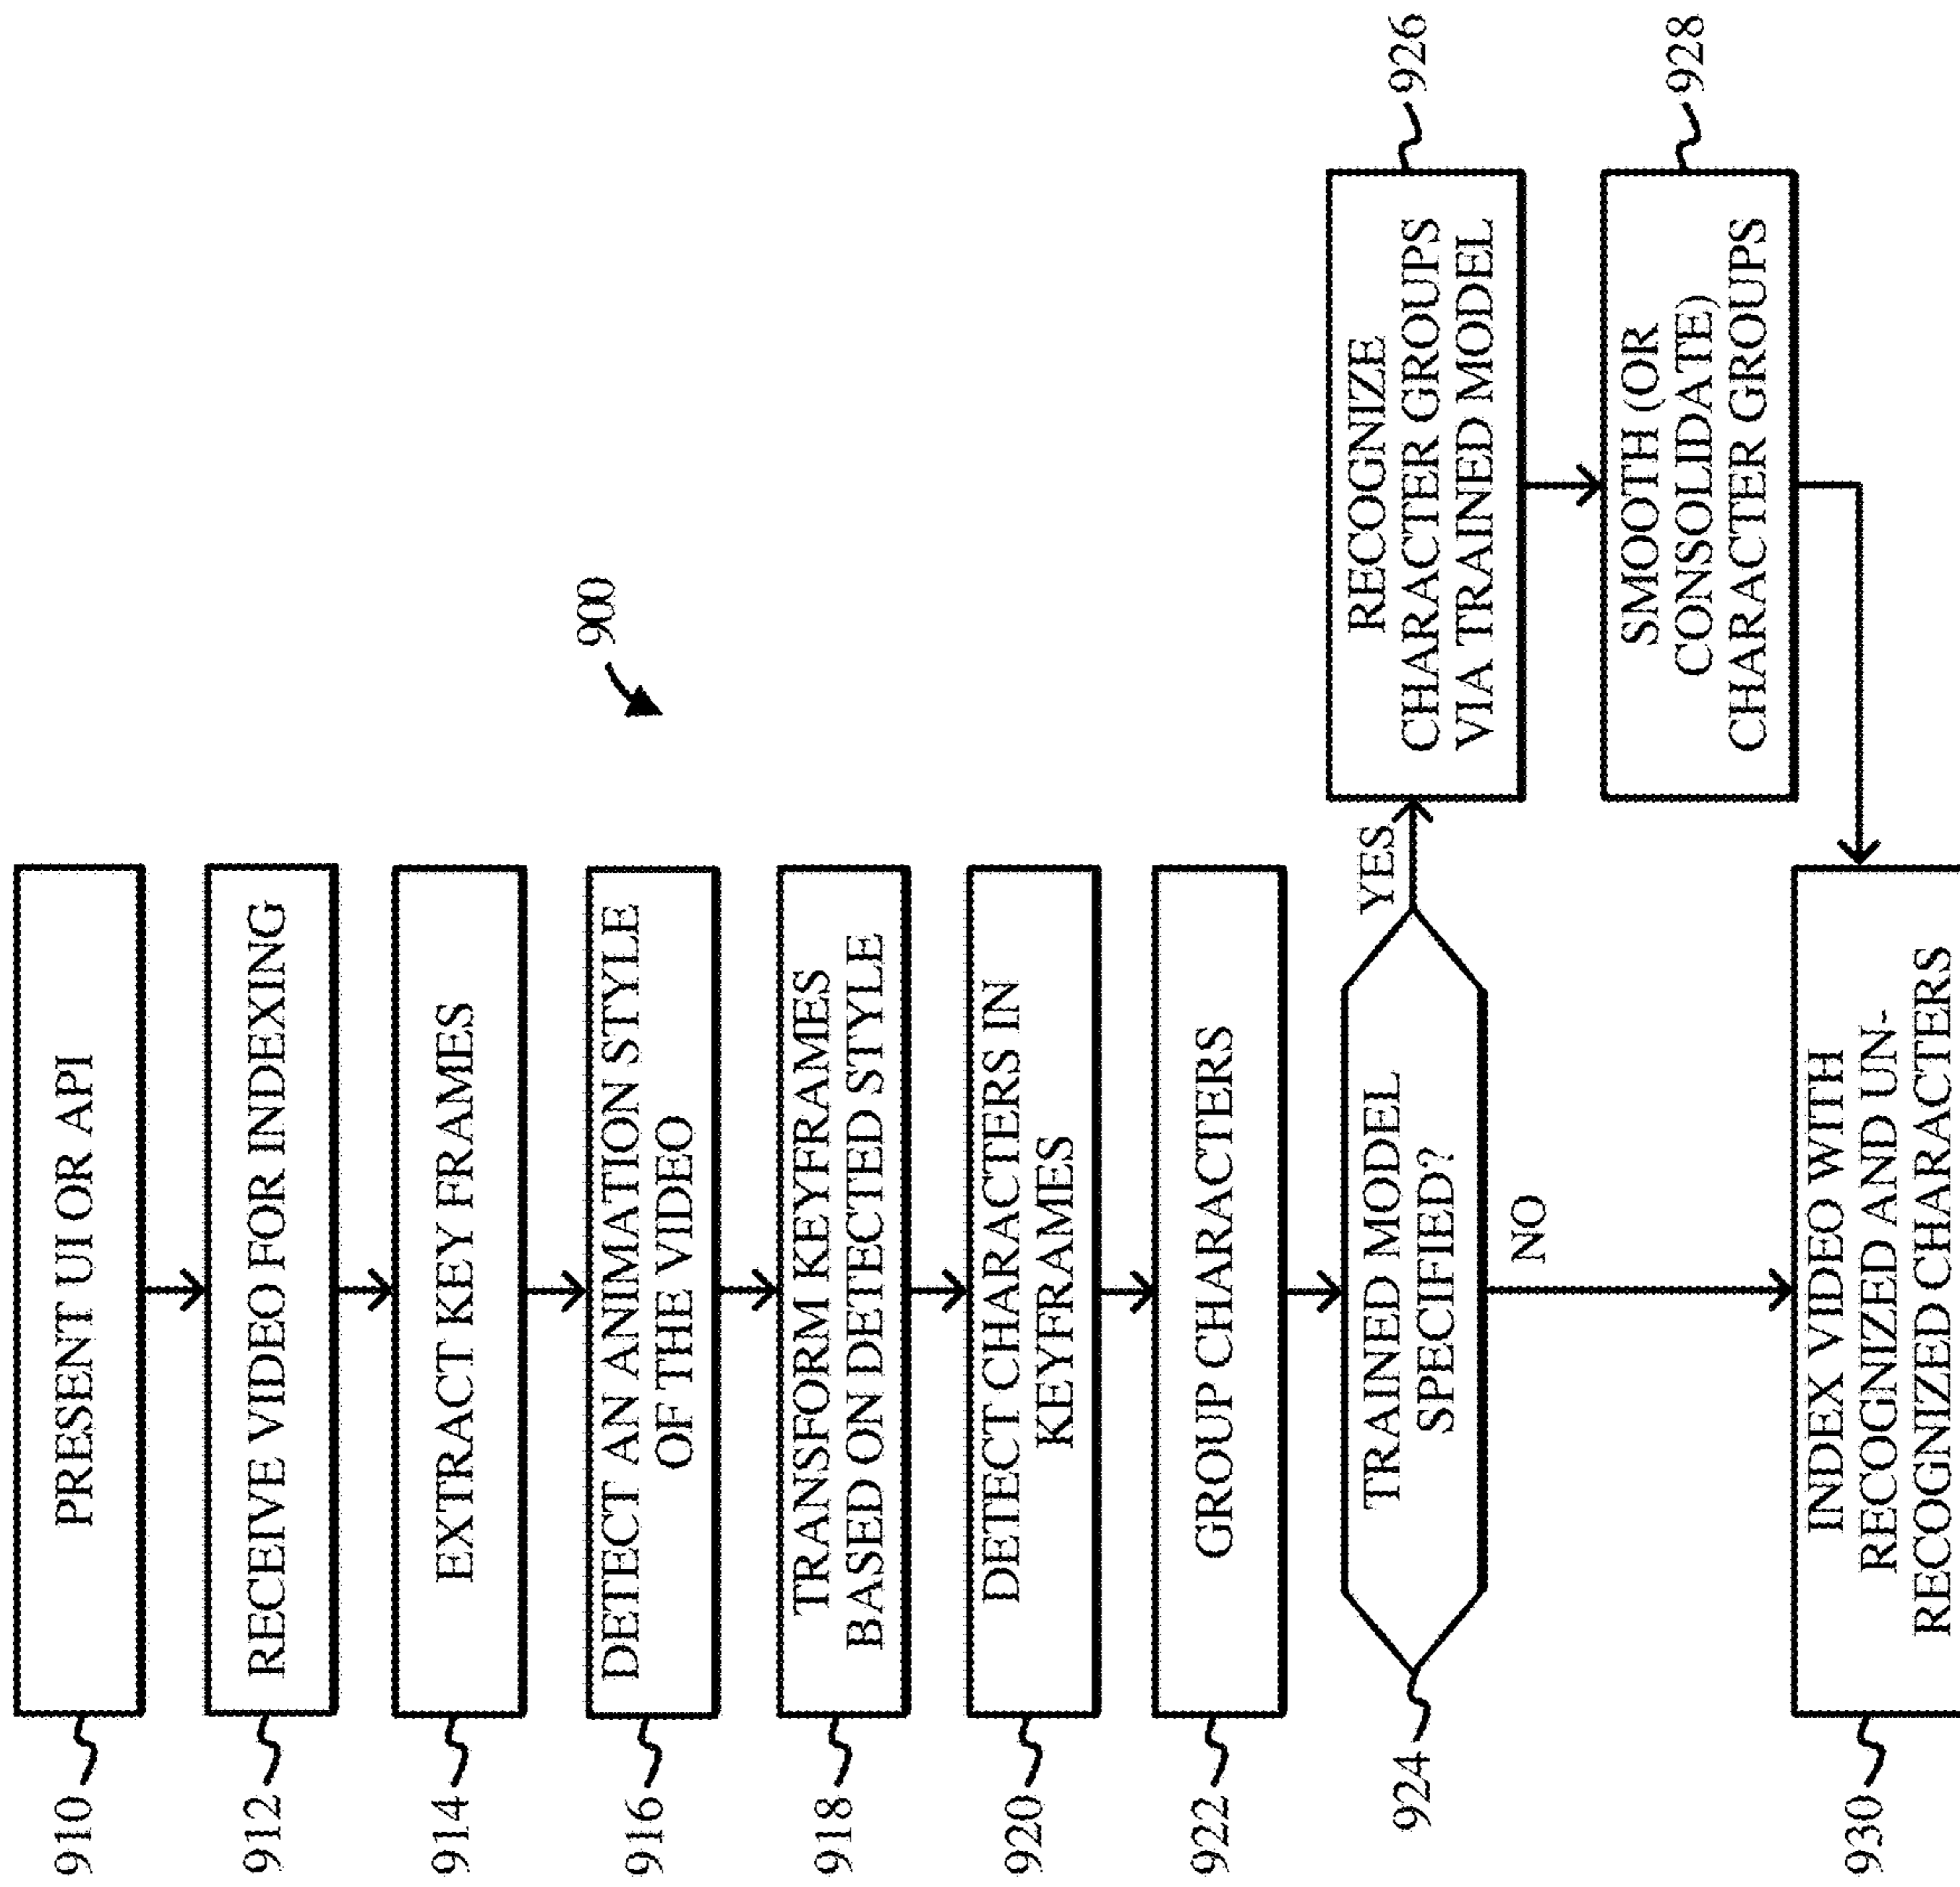 900
910
PRESENT UI OR API
912
RECEIVE VIDEO FOR INDEXING
914
EXTRACT KEY FRAMES
916
DETECT AN ANIMATION STYLE
OF THE VIDEO
918
TRANSFORM KEYFRAMES
BASED ON DETECTED STYLE
920
DETECT CHARACTERS IN
KEYFRAMES
922
GROUP CHARACTERS
924
TRAINED MODEL
SPECIFIED?
YES
NO
926
RECOGNIZE
CHARACTER GROUPS
VIA TRAINED MODEL
928
SMOOTH (OR
CONSOLIDATE)
CHARACTER GROUPS
930
INDEX VIDEO WITH
RECOGNIZED AND UN-
RECOGNIZED CHARACTERS